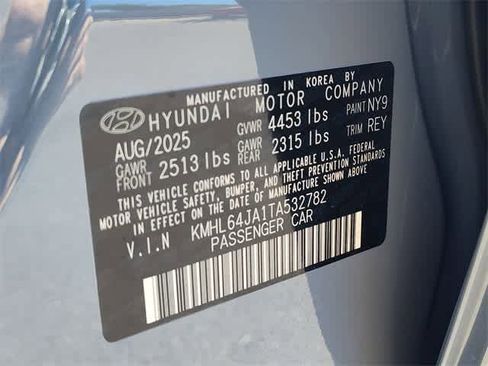 MANUFACTURED IN KOREA BY
HYUNDAI MOTOR COMPANY
AUG/2025 GVWR 4453 lbs PAINT NY9
GAWR FRONT 2513 lbs GAWR REAR 2315 lbs TRIM REY
THIS VEHICLE CONFORMS TO ALL APPLICABLE U.S.A. FEDERAL
MOTOR VEHICLE SAFETY, BUMPER, AND THEFT PREVENTION STANDARDS
IN EFFECT ON THE DATE OF MANUFACTURE SHOWN ABOVE.
V.I.N KMHL64JA1TA532782
PASSENGER CAR